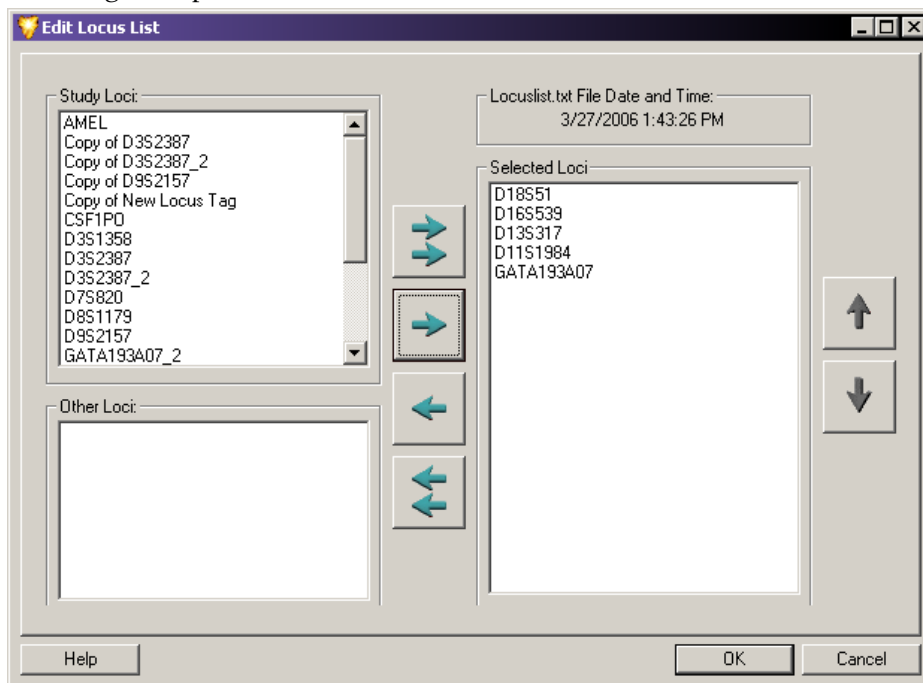 Edit Locus List
Study Loci:
AMEL
Copy of D3S2387
Copy of D3S2387_2
Copy of D9S2157
Copy of New Locus Tag
CSF1PO
D3S1358
D3S2387
D3S2387_2
D7S820
D8S1179
D9S2157
GATA193A07_2
Other Loci:
Locuslist.txt File Date and Time:
3/27/2006 1:43:26 PM
Selected Loci
D18S51
D16S539
D13S317
D11S1984
GATA193A07
Help
OK
Cancel